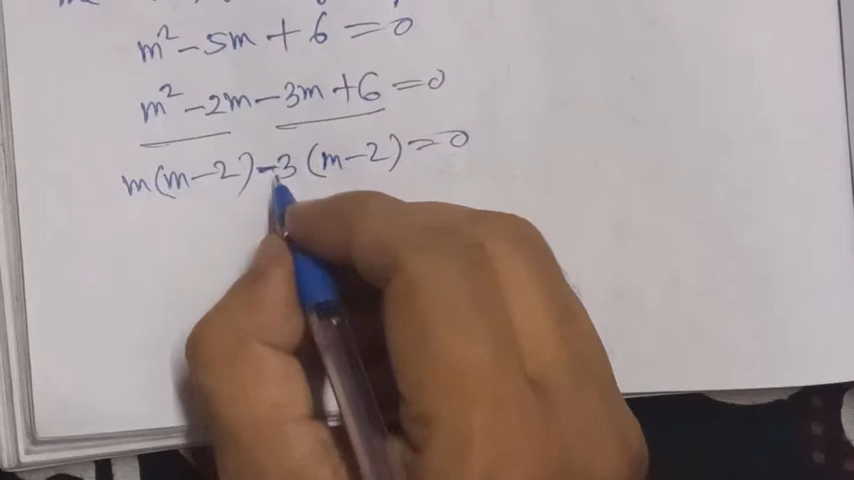 m² - 5m + 6 = 0
m² - 2m - 3m + 6 = 0
m(m-2) - 3(m-2) = 0